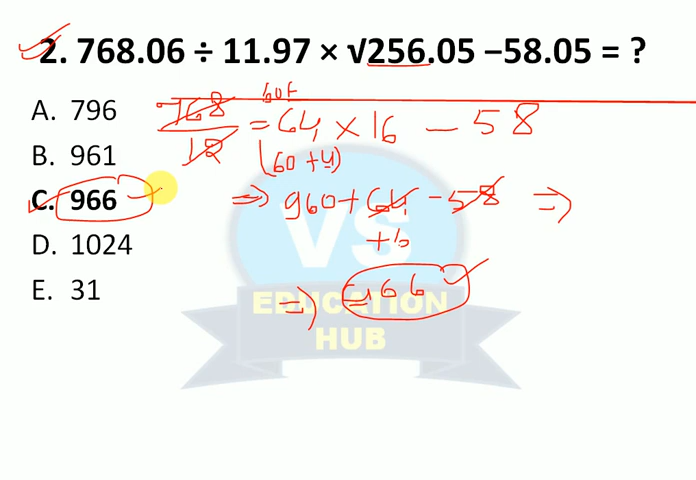 2. 768.06 ÷ 11.97 × √256.05 –58.05 = ?
A. 796
B. 961
C. 966
D. 1024
E. 31
768/12 = 64 × 16 - 58
(60 + 4)
=> 960 + 64 - 58 =>
+6
=> 966
VS
EDUCATION
HUB